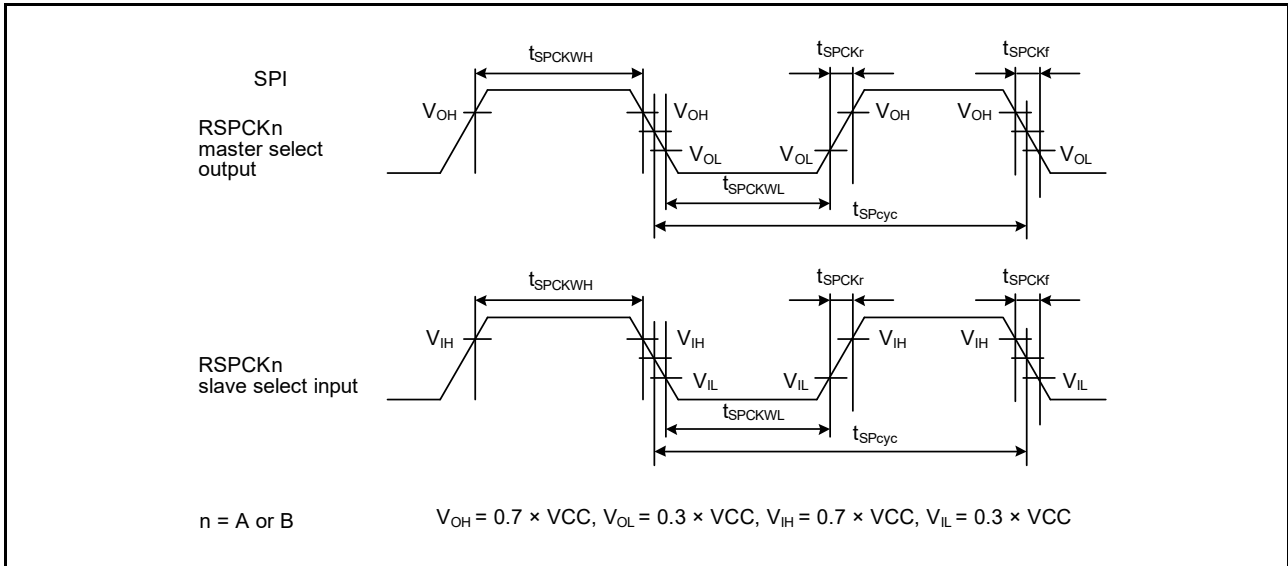 SPI
RSPCKn
master select
output
tSPCKWH
tSPCKr
tSPCKf
VOH
VOH
VOL
VOL
VOH
VOH
VOL
tSPCKWL
tSPcyc
RSPCKn
slave select input
tSPCKWH
tSPCKr
tSPCKf
VIH
VIH
VIL
VIL
VIH
VIH
VIL
tSPCKWL
tSPcyc
n = A or B
VOH = 0.7 × VCC, VOL = 0.3 × VCC, VIH = 0.7 × VCC, VIL = 0.3 × VCC